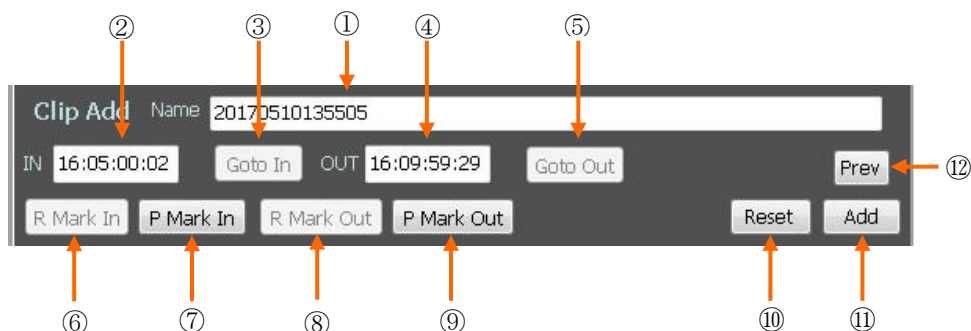 ② ③ ① ④ ⑤
Clip Add Name 20170510135505
IN 16:05:00:02 Goto In OUT 16:09:59:29 Goto Out Prev ⑫
R Mark In P Mark In R Mark Out P Mark Out Reset Add
⑥ ⑦ ⑧ ⑨ ⑩ ⑪